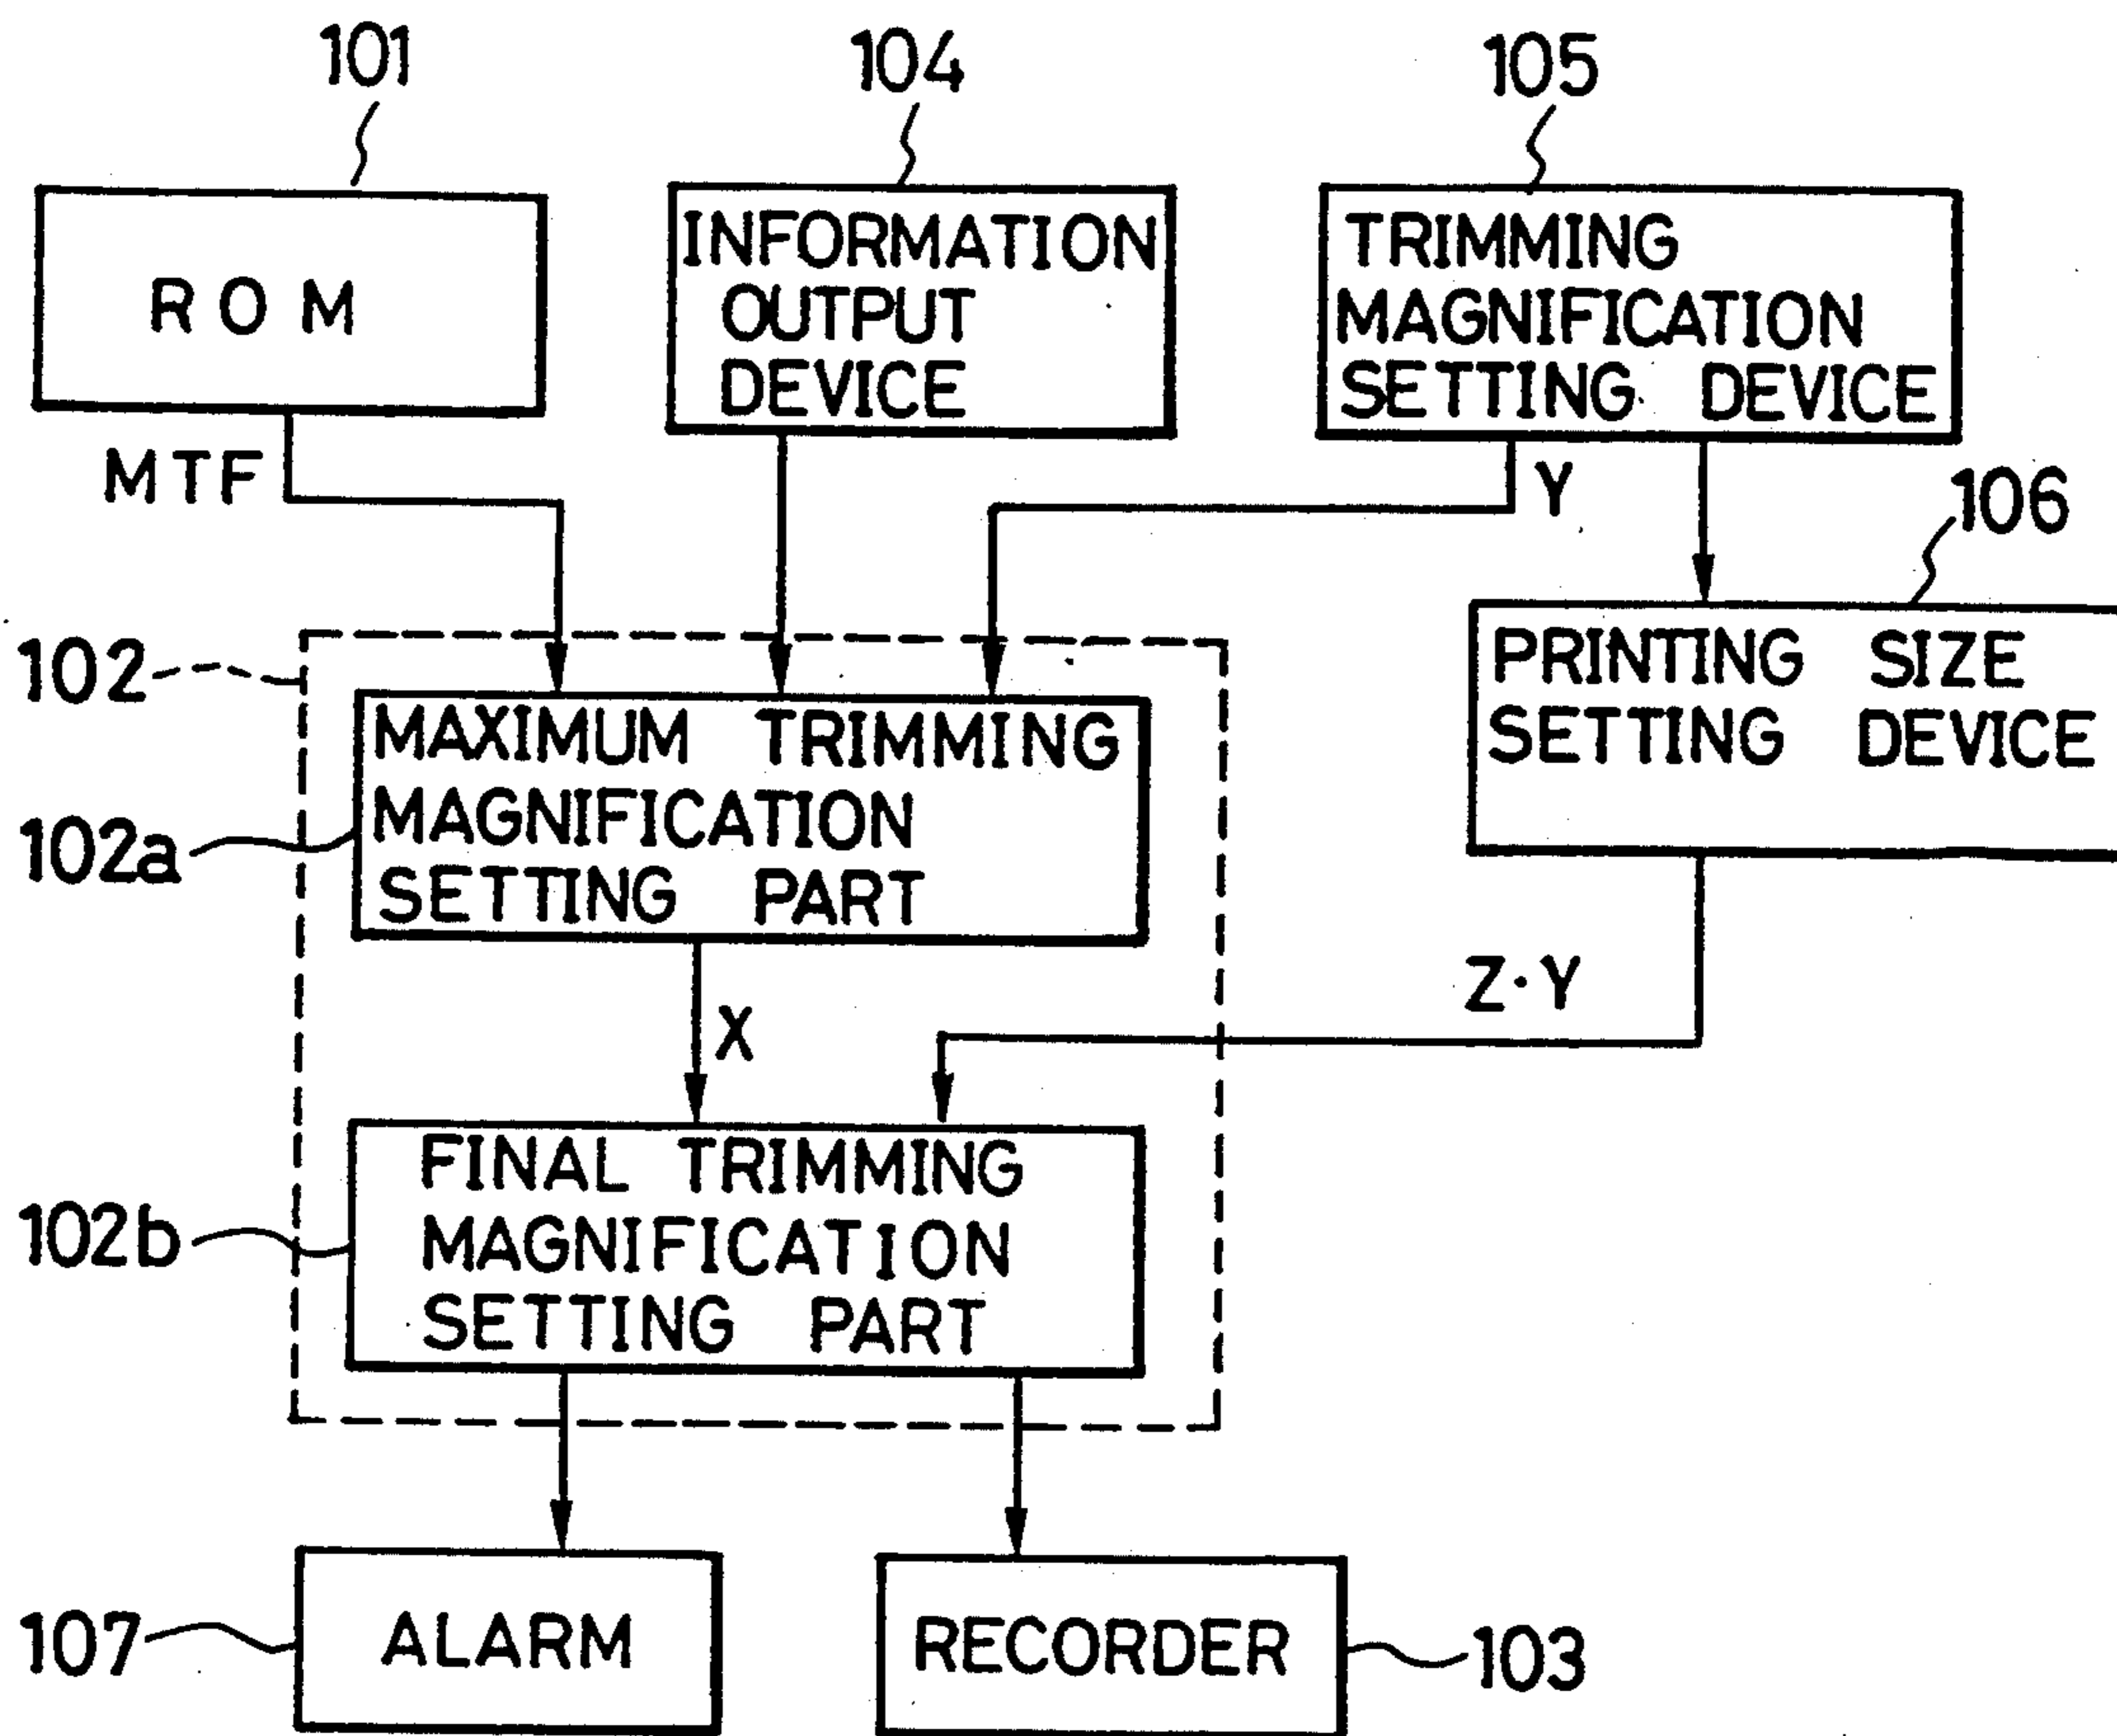 101
104
105
ROM
INFORMATION
OUTPUT
DEVICE
TRIMMING
MAGNIFICATION
SETTING DEVICE
MTF
Y
106
102
PRINTING SIZE
SETTING DEVICE
MAXIMUM TRIMMING
MAGNIFICATION
SETTING PART
102a
X
Z·Y
FINAL TRIMMING
MAGNIFICATION
SETTING PART
102b
107
ALARM
RECORDER
103